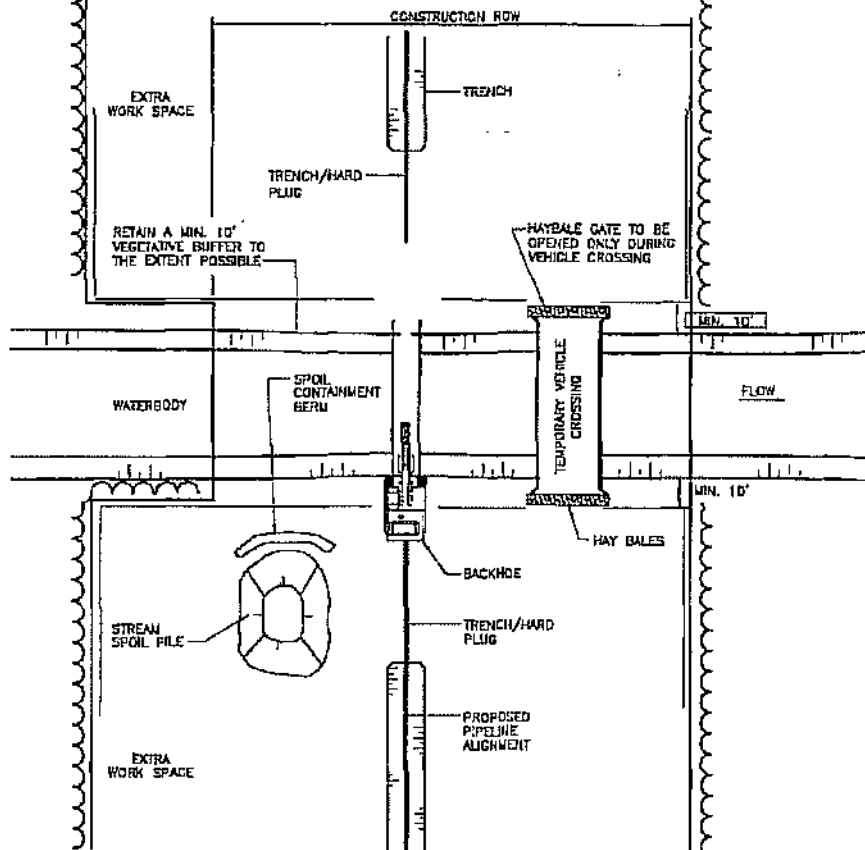 CONSTRUCTION ROW
EXTRA
WORK SPACE
TRENCH
TRENCH/HARD
PLUG
RETAIN A MIN. 10'
VEGETATIVE BUFFER TO
THE EXTENT POSSIBLE
HAYBALE GATE TO BE
OPENED ONLY DURING
VEHICLE CROSSING
MIN. 10'
SPOIL
CONTAINMENT
BERM
WATERBODY
TEMPORARY VEHICLE
CROSSING
FLOW
MIN. 10'
HAY BALES
BACKHOE
STREAM
SPOIL PILE
TRENCH/HARD
PLUG
PROPOSED
PIPELINE
ALIGNMENT
EXTRA
WORK SPACE